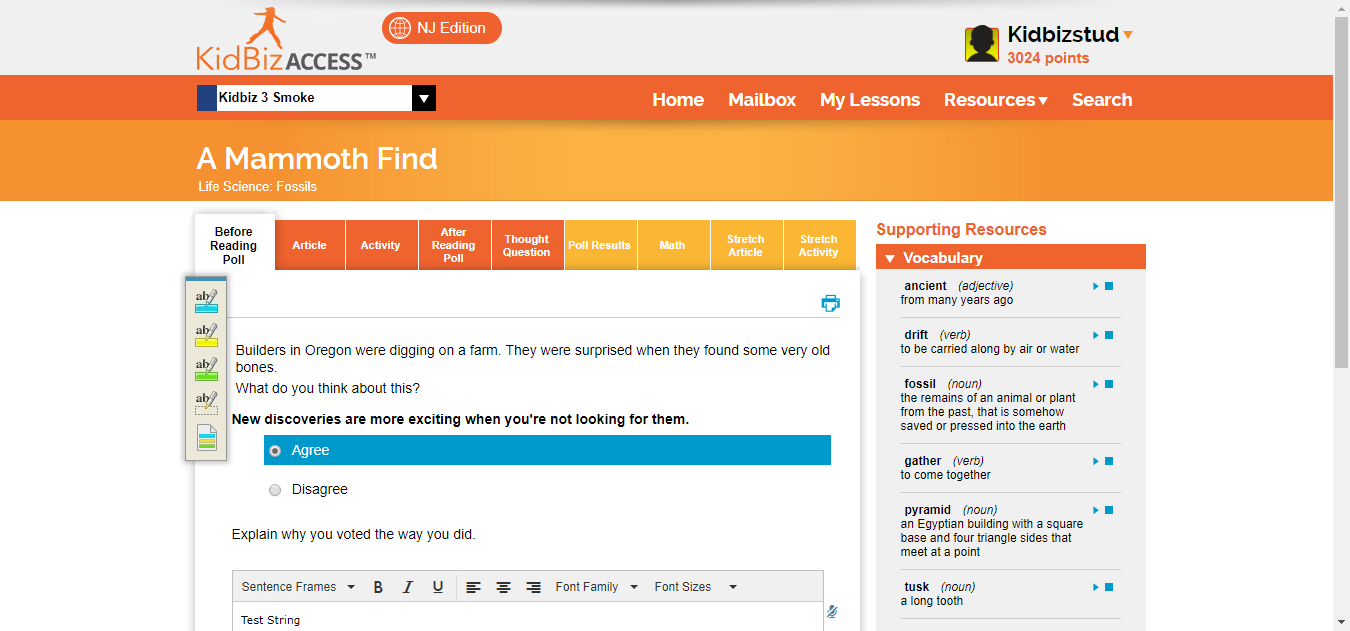 KidBizACCESS™
NJ Edition
Kidbizstud
3024 points
Kidbiz 3 Smoke
Home Mailbox My Lessons Resources Search
A Mammoth Find
Life Science: Fossils
Before
Reading
Poll
Article
Activity
After
Reading
Poll
Thought
Question
Poll Results
Math
Stretch
Article
Stretch
Activity
ab
ab
ab
ab
Builders in Oregon were digging on a farm. They were surprised when they found some very old
bones.
What do you think about this?
New discoveries are more exciting when you're not looking for them.
Agree
Disagree
Explain why you voted the way you did.
Sentence Frames B I U Font Family Font Sizes
Test String
Supporting Resources
Vocabulary
ancient (adjective)
from many years ago
drift (verb)
to be carried along by air or water
fossil (noun)
the remains of an animal or plant
from the past, that is somehow
saved or pressed into the earth
gather (verb)
to come together
pyramid (noun)
an Egyptian building with a square
base and four triangle sides that
meet at a point
tusk (noun)
a long tooth